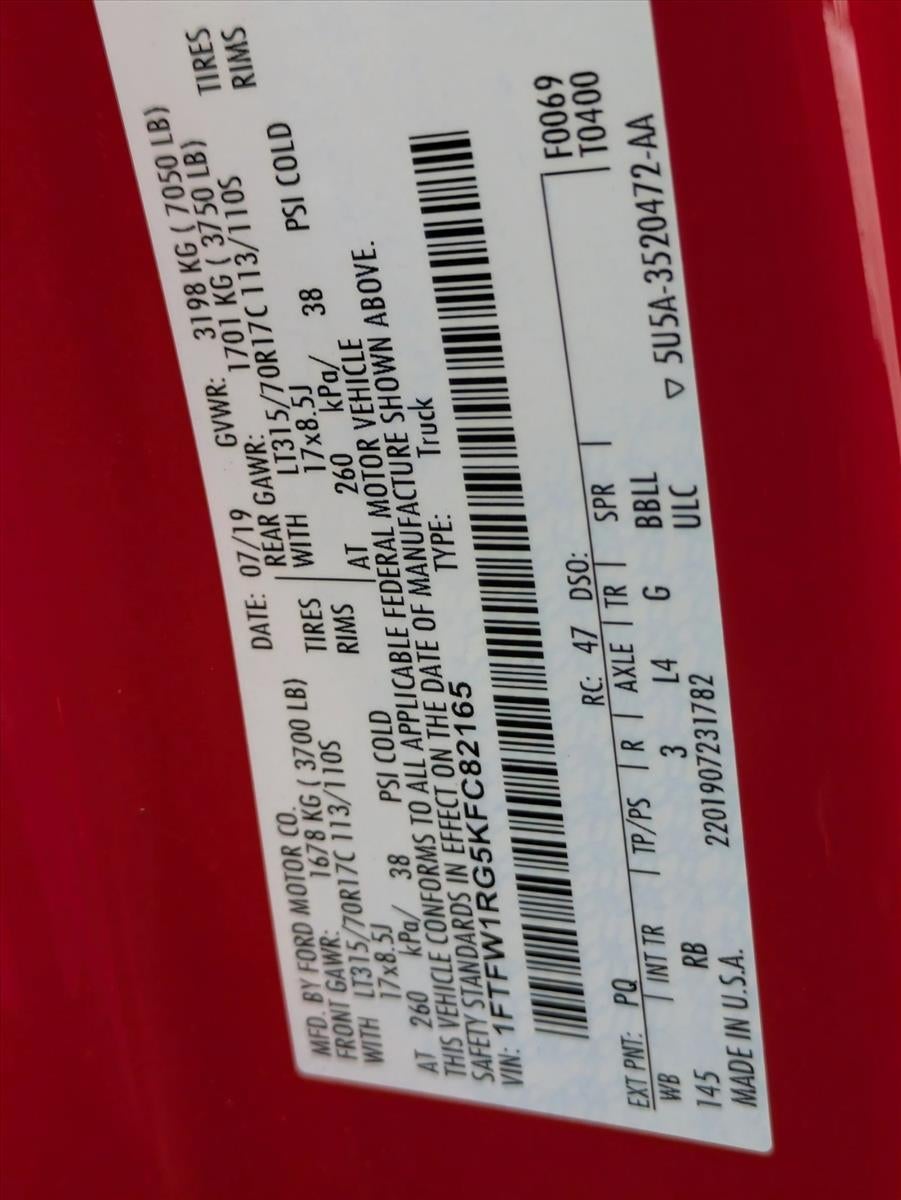 MFD. BY FORD MOTOR CO. DATE: 07/19 GVWR: 3198 KG ( 7050 LB)
FRONT GAWR: 1678 KG ( 3700 LB) REAR GAWR: 1701 KG ( 3750 LB)
WITH LT315/70R17C 113/110S TIRES WITH LT315/70R17C 113/110S TIRES
17x8.5J RIMS 17x8.5J RIMS
AT 260 kPa/ 38 PSI COLD AT 260 kPa/ 38 PSI COLD
THIS VEHICLE CONFORMS TO ALL APPLICABLE FEDERAL MOTOR VEHICLE
SAFETY STANDARDS IN EFFECT ON THE DATE OF MANUFACTURE SHOWN ABOVE.
VIN: 1FTFW1RG5KFC82165 TYPE: Truck
F0069
T0400
EXT PNT: PQ RC: 47 DSO:
WB INT TR TP/PS R AXLE TR SPR
145 RB 3 L4 G BBLL
2201907231782 ULC
MADE IN U.S.A. ▽ 5U5A-3520472-AA